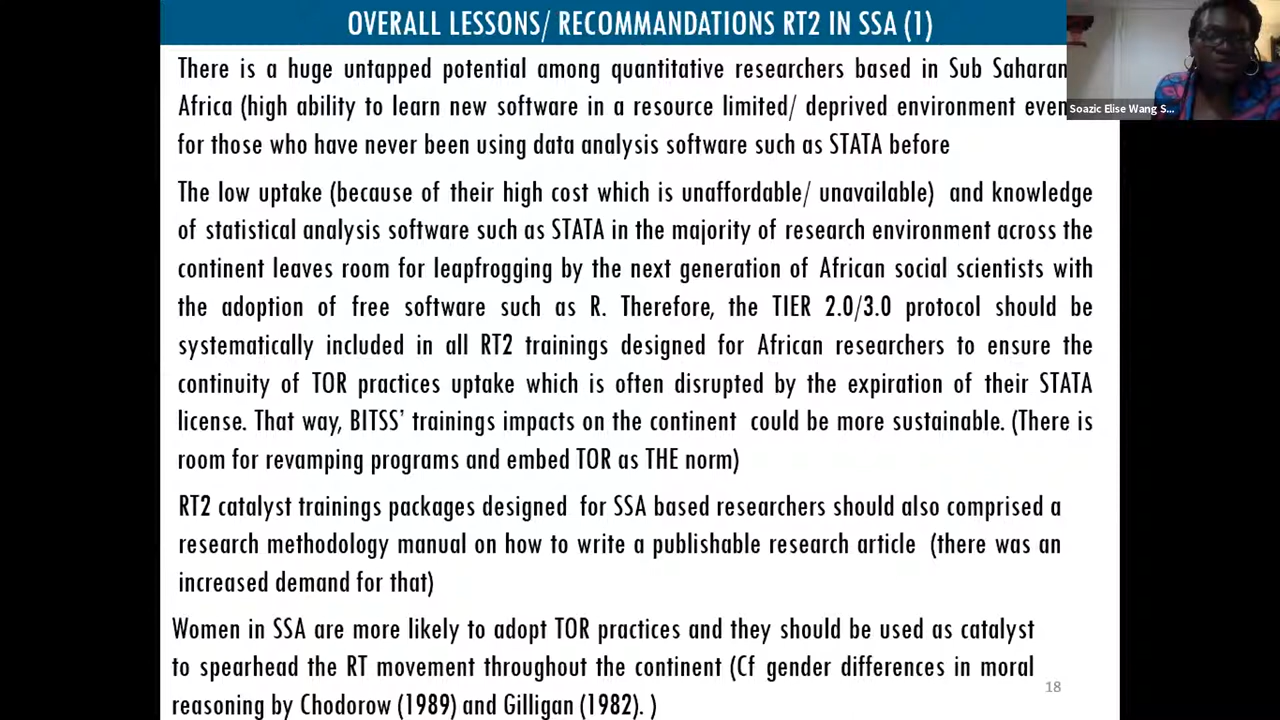 OVERALL LESSONS/ RECOMMANDATIONS RT2 IN SSA (1)
There is a huge untapped potential among quantitative researchers based in Sub Saharan
Africa (high ability to learn new software in a resource limited/ deprived environment even
for those who have never been using data analysis software such as STATA before
Soazic Elise Wang S...
The low uptake (because of their high cost which is unaffordable/ unavailable) and knowledge
of statistical analysis software such as STATA in the majority of research environment across the
continent leaves room for leapfrogging by the next generation of African social scientists with
the adoption of free software such as R. Therefore, the TIER 2.0/3.0 protocol should be
systematically included in all RT2 trainings designed for African researchers to ensure the
continuity of TOR practices uptake which is often disrupted by the expiration of their STATA
license. That way, BITSS’ trainings impacts on the continent could be more sustainable. (There is
room for revamping programs and embed TOR as THE norm)
RT2 catalyst trainings packages designed for SSA based researchers should also comprised a
research methodology manual on how to write a publishable research article (there was an
increased demand for that)
Women in SSA are more likely to adopt TOR practices and they should be used as catalyst
to spearhead the RT movement throughout the continent (Cf gender differences in moral
reasoning by Chodorow (1989) and Gilligan (1982). )
18